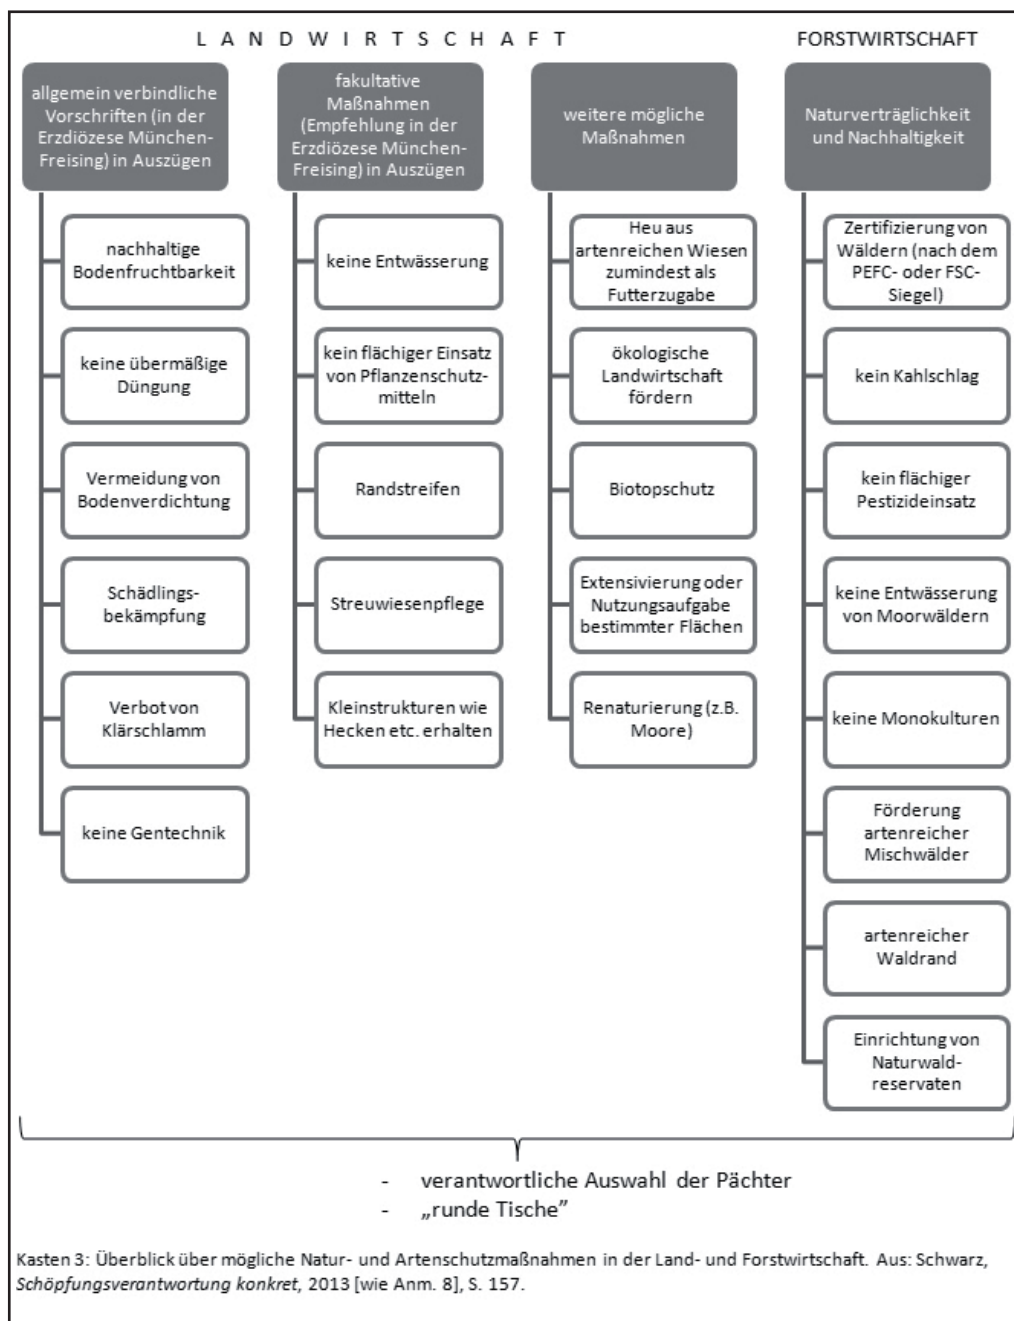 L A N D W I R T S C H A F T
FORSTWIRTSCHAFT
allgemein verbindliche
Vorschriften (in der
Erzdiözese München-
Freising) in Auszügen
nachhaltige
Bodenfruchtbarkeit
keine übermäßige
Düngung
Vermeidung von
Bodenverdichtung
Schädlings-
bekämpfung
Verbot von
Klärschlamm
keine Gentechnik
fakultative
Maßnahmen
(Empfehlung in der
Erzdiözese München-
Freising) in Auszügen
keine Entwässerung
kein flächiger Einsatz
von Pflanzenschutz-
mitteln
Randstreifen
Streuwiesenpflege
Kleinstrukturen wie
Hecken etc. erhalten
weitere mögliche
Maßnahmen
Heu aus
artenreichen Wiesen
zumindest als
Futterzugabe
ökologische
Landwirtschaft
fördern
Biotopschutz
Extensivierung oder
Nutzungsaufgabe
bestimmter Flächen
Renaturierung (z.B.
Moore)
Naturverträglichkeit
und Nachhaltigkeit
Zertifizierung von
Wäldern (nach dem
PEFC- oder FSC-
Siegel)
kein Kahlschlag
kein flächiger
Pestizideinsatz
keine Entwässerung
von Moorwäldern
keine Monokulturen
Förderung
artenreicher
Mischwälder
artenreicher
Waldrand
Einrichtung von
Naturwald-
reservaten
- verantwortliche Auswahl der Pächter
- „runde Tische”
Kasten 3: Überblick über mögliche Natur- und Artenschutzmaßnahmen in der Land- und Forstwirtschaft. Aus: Schwarz,
Schöpfungsverantwortung konkret, 2013 [wie Anm. 8], S. 157.